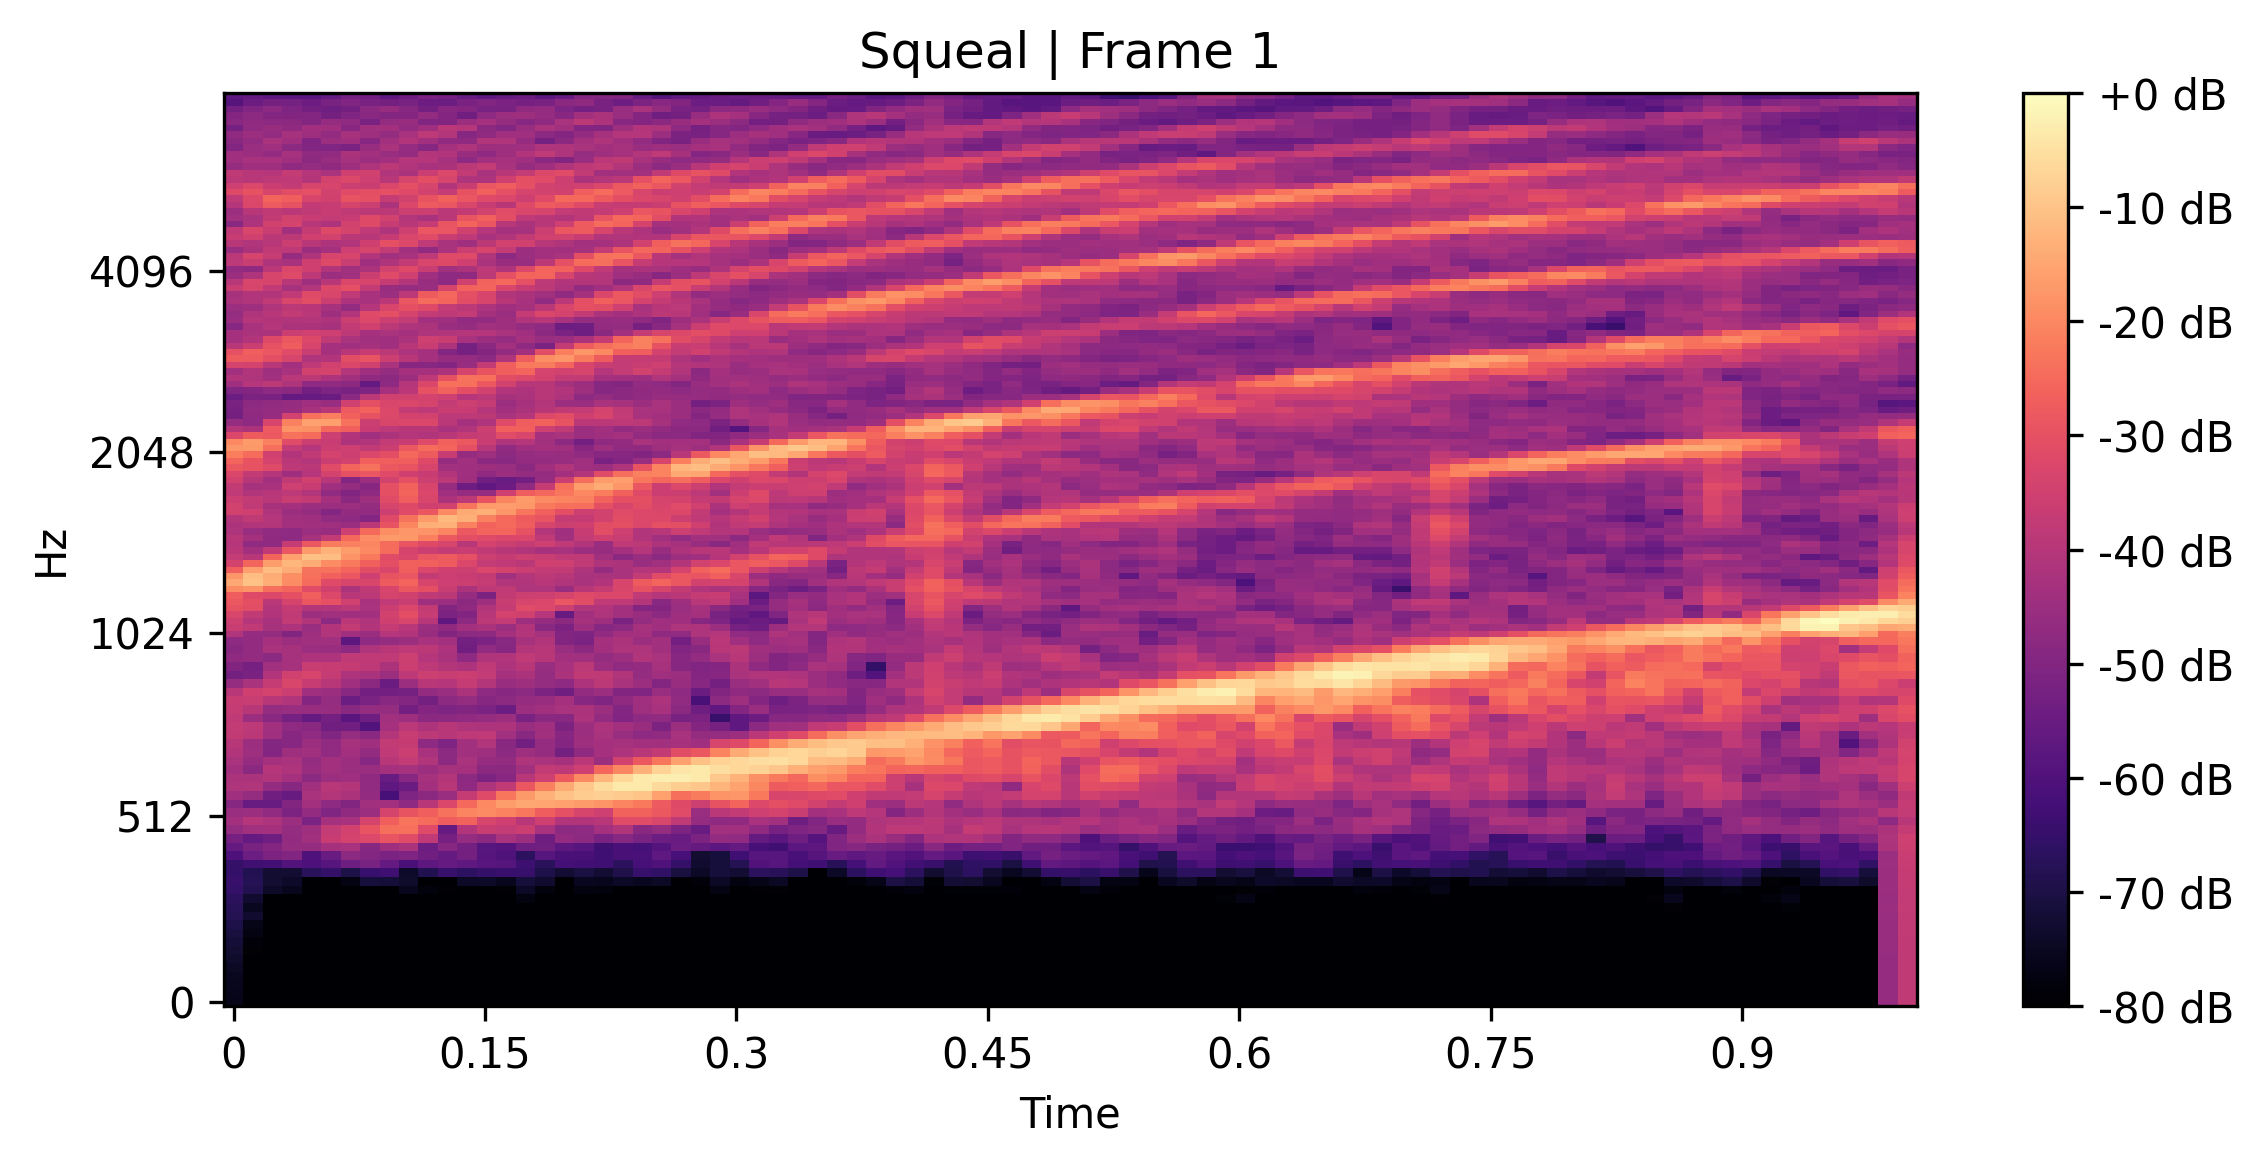 Squeal | Frame 1
Hz
4096
2048
1024
512
0
0 0.15 0.3 0.45 0.6 0.75 0.9
Time
+0 dB
-10 dB
-20 dB
-30 dB
-40 dB
-50 dB
-60 dB
-70 dB
-80 dB